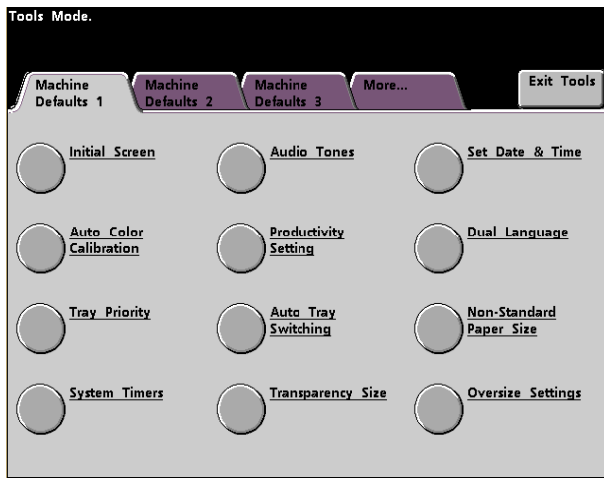 Tools Mode.
Machine
Defaults 1
Machine
Defaults 2
Machine
Defaults 3
More...
Exit Tools
Initial Screen
Audio Tones
Set Date & Time
Auto Color
Calibration
Productivity
Setting
Dual Language
Tray Priority
Auto Tray
Switching
Non-Standard
Paper Size
System Timers
Transparency Size
Oversize Settings